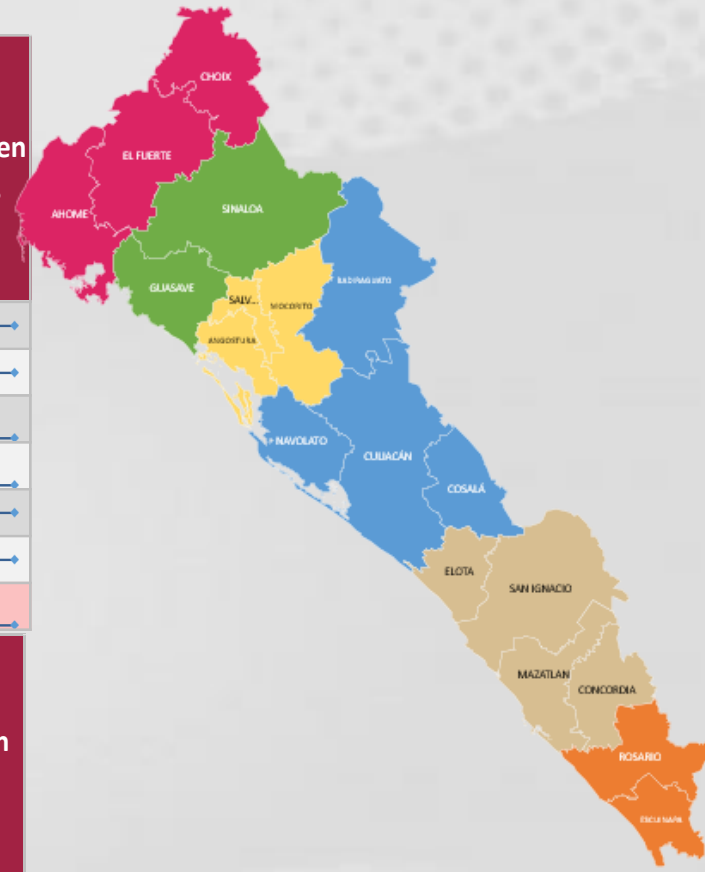 CHOIX
en
EL FUERTE
AHOME
SINALOA
BADIRAGUATO
GUASAVE
SALV...
MOCORITO
ANGOSTURA
NAVOLATO
CULIACÁN
COSALÁ
ELOTA
SAN IGNACIO
MAZATLAN
CONCORDIA
n
ROSARIO
ESCUINAPA